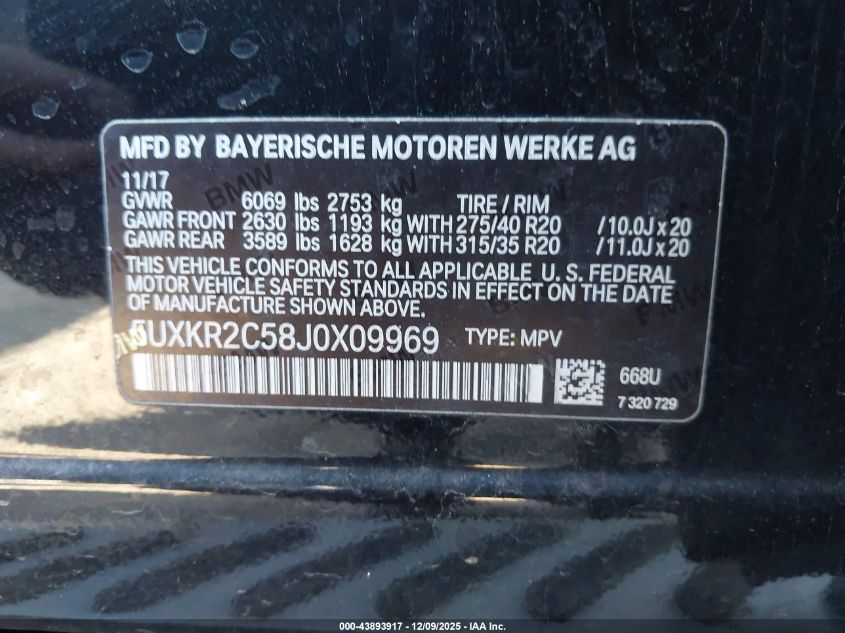 MFD BY BAYERISCHE MOTOREN WERKE AG
11/17
GVWR 6069 lbs 2753 kg TIRE / RIM
GAWR FRONT 2630 lbs 1193 kg WITH 275/40 R20 /10.0J x 20
GAWR REAR 3589 lbs 1628 kg WITH 315/35 R20 /11.0J x 20
THIS VEHICLE CONFORMS TO ALL APPLICABLE U. S. FEDERAL
MOTOR VEHICLE SAFETY STANDARDS IN EFFECT ON THE DATE
OF MANUFACTURE SHOWN ABOVE.
5UXKR2C58J0X09969 TYPE: MPV
668U
7 320 729
000-43893917 - 12/09/2025 - IAA Inc.